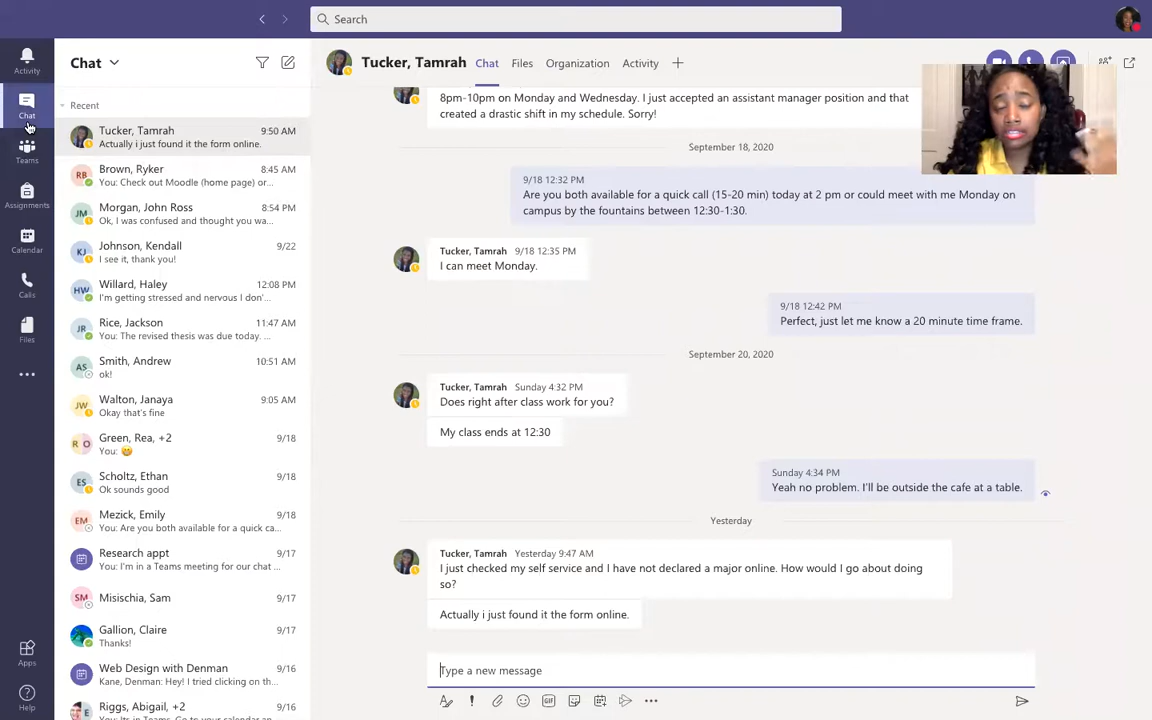 Search
Activity
Chat
Teams
Assignments
Calendar
Calls
Files
Apps
Help
Chat
Recent
Tucker, Tamrah 9:50 AM
Actually i just found it the form online.
Brown, Ryker 8:45 AM
You: Check out Moodle (home page) or...
Morgan, John Ross 8:54 PM
Ok, I was confused and thought you wa...
Johnson, Kendall 9/22
I see it, thank you!
Willard, Haley 12:08 PM
I'm getting stressed and nervous I don'...
Rice, Jackson 11:47 AM
You: The revised thesis was due today. ...
Smith, Andrew 10:51 AM
ok!
Walton, Janaya 9:05 AM
Okay that's fine
Green, Rea, +2 9/18
You:
Scholtz, Ethan 9/18
Ok sounds good
Mezick, Emily 9/18
You: Are you both available for a quick ca...
Research appt 9/17
You: I'm in a Teams meeting for our chat ...
Misischia, Sam 9/17
Gallion, Claire 9/17
Thanks!
Web Design with Denman 9/16
Kane, Denman: Hey! I tried clicking on th...
Riggs, Abigail, +2 9/16
RB
JM
KJ
HW
JR
AS
JW
R O
ES
EM
SM
Tucker, Tamrah Chat Files Organization Activity
8pm-10pm on Monday and Wednesday. I just accepted an assistant manager position and that
created a drastic shift in my schedule. Sorry!
September 18, 2020
9/18 12:32 PM
Are you both available for a quick call (15-20 min) today at 2 pm or could meet with me Monday on
campus by the fountains between 12:30-1:30.
Tucker, Tamrah 9/18 12:35 PM
I can meet Monday.
9/18 12:42 PM
Perfect, just let me know a 20 minute time frame.
September 20, 2020
Tucker, Tamrah Sunday 4:32 PM
Does right after class work for you?
My class ends at 12:30
Sunday 4:34 PM
Yeah no problem. I'll be outside the cafe at a table.
Yesterday
Tucker, Tamrah Yesterday 9:47 AM
I just checked my self service and I have not declared a major online. How would I go about doing
so?
Actually i just found it the form online.
Type a new message
GIF